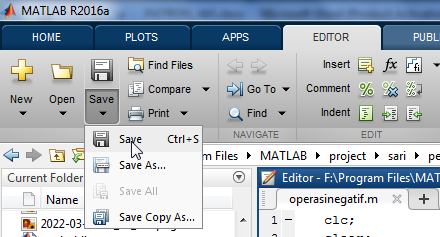 MATLAB R2016a
HOME PLOTS APPS EDITOR PUBL
New Open Save Find Files Compare Print
Go To Find
Insert fx
Comment
Indent
NAVIGATE EDIT
Save Ctrl+S
Save As...
Save All
Save Copy As...
am Files MATLAB project sari pe
Current Folder
Name
2022-03-
Editor - F:\Program Files\MAT
operasinegatif.m
1 clc;